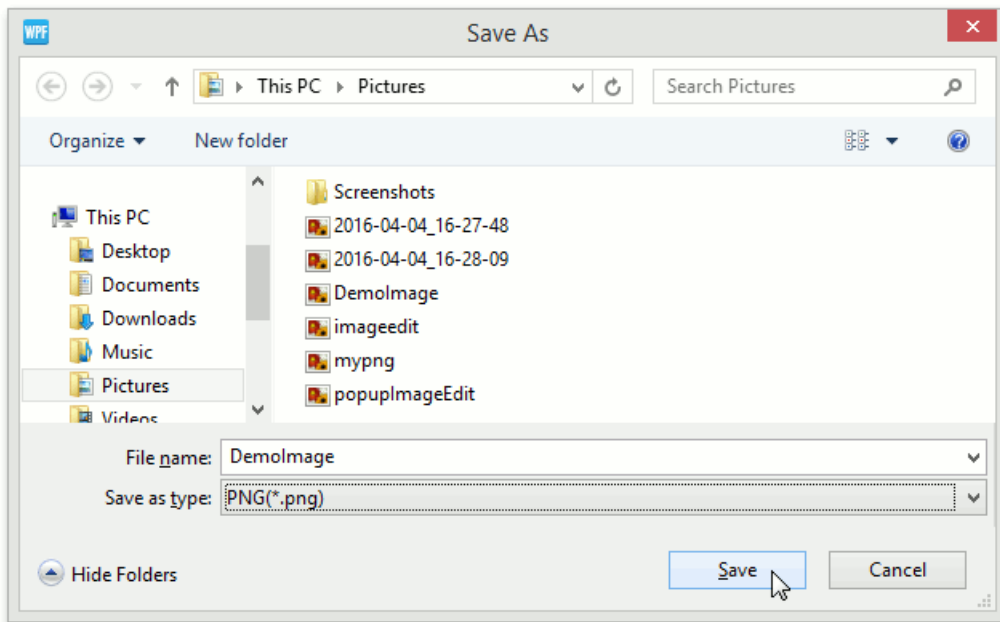 WPF Save As
This PC Pictures Search Pictures
Organize New folder
This PC
Desktop
Documents
Downloads
Music
Pictures
Videos
Screenshots
2016-04-04_16-27-48
2016-04-04_16-28-09
DemoImage
imageedit
mypng
popupImageEdit
File name: DemoImage
Save as type: PNG(*.png)
Hide Folders Save Cancel